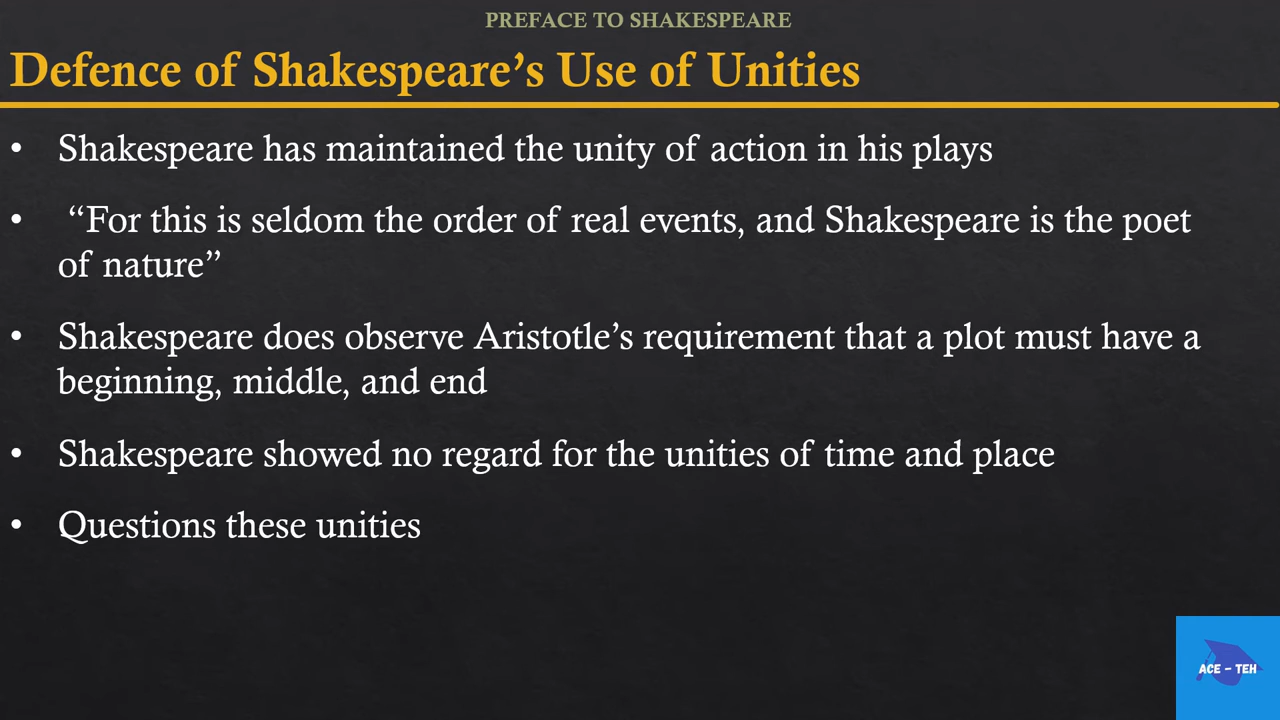 PREFACE TO SHAKESPEARE
Defence of Shakespeare’s Use of Unities
• Shakespeare has maintained the unity of action in his plays
• “For this is seldom the order of real events, and Shakespeare is the poet
of nature”
• Shakespeare does observe Aristotle’s requirement that a plot must have a
beginning, middle, and end
• Shakespeare showed no regard for the unities of time and place
• Questions these unities
ACE – TEH